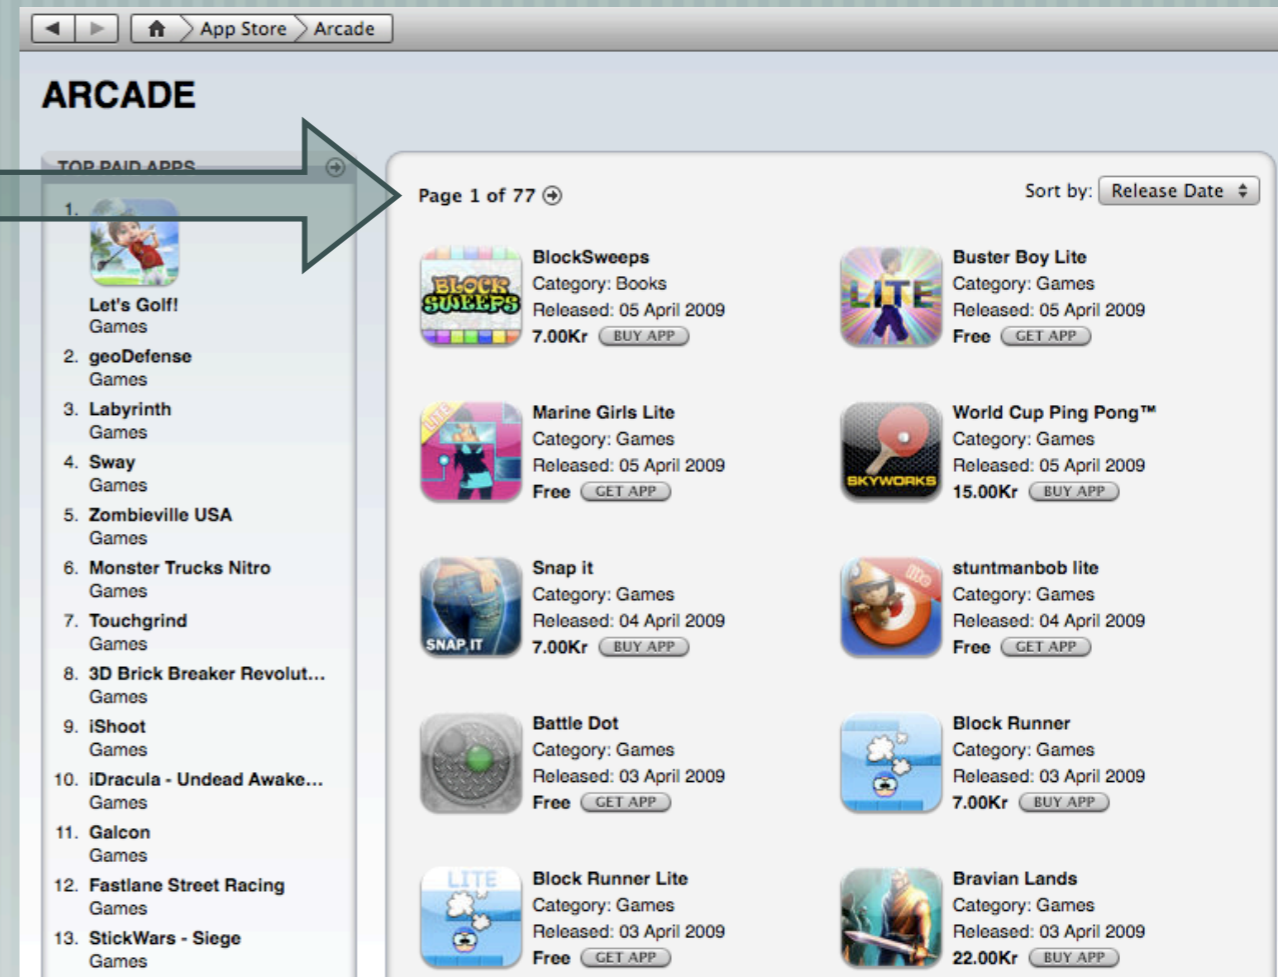 App Store
Arcade
ARCADE
TOP PAID APPS
1.
Let's Golf!
Games
2. geoDefense
Games
3. Labyrinth
Games
4. Sway
Games
5. Zombieville USA
Games
6. Monster Trucks Nitro
Games
7. Touchgrind
Games
8. 3D Brick Breaker Revolut...
Games
9. iShoot
Games
10. iDracula - Undead Awake...
Games
11. Galcon
Games
12. Fastlane Street Racing
Games
13. StickWars - Siege
Games
Page 1 of 77
Sort by: Release Date
BLOCK
SWEEPS
BlockSweeps
Category: Books
Released: 05 April 2009
7.00Kr BUY APP
LITE
Buster Boy Lite
Category: Games
Released: 05 April 2009
Free GET APP
LITE
Marine Girls Lite
Category: Games
Released: 05 April 2009
Free GET APP
SKYWORKS
World Cup Ping Pong™
Category: Games
Released: 05 April 2009
15.00Kr BUY APP
SNAP IT
Snap it
Category: Games
Released: 04 April 2009
7.00Kr BUY APP
lite
stuntmanbob lite
Category: Games
Released: 04 April 2009
Free GET APP
Battle Dot
Category: Games
Released: 03 April 2009
Free GET APP
Block Runner
Category: Games
Released: 03 April 2009
7.00Kr BUY APP
LITE
Block Runner Lite
Category: Games
Released: 03 April 2009
Free GET APP
Bravian Lands
Category: Games
Released: 03 April 2009
22.00Kr BUY APP